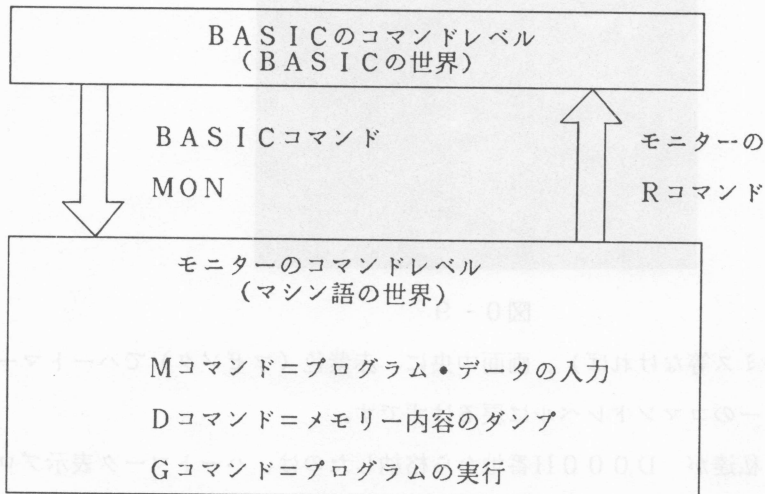 BASICのコマンドレベル
(BASICの世界)
BASICコマンド
MON
モニターの
Rコマンド
モニターのコマンドレベル
(マシン語の世界)
Mコマンド=プログラム・データの入力
Dコマンド=メモリー内容のダンプ
Gコマンド=プログラムの実行